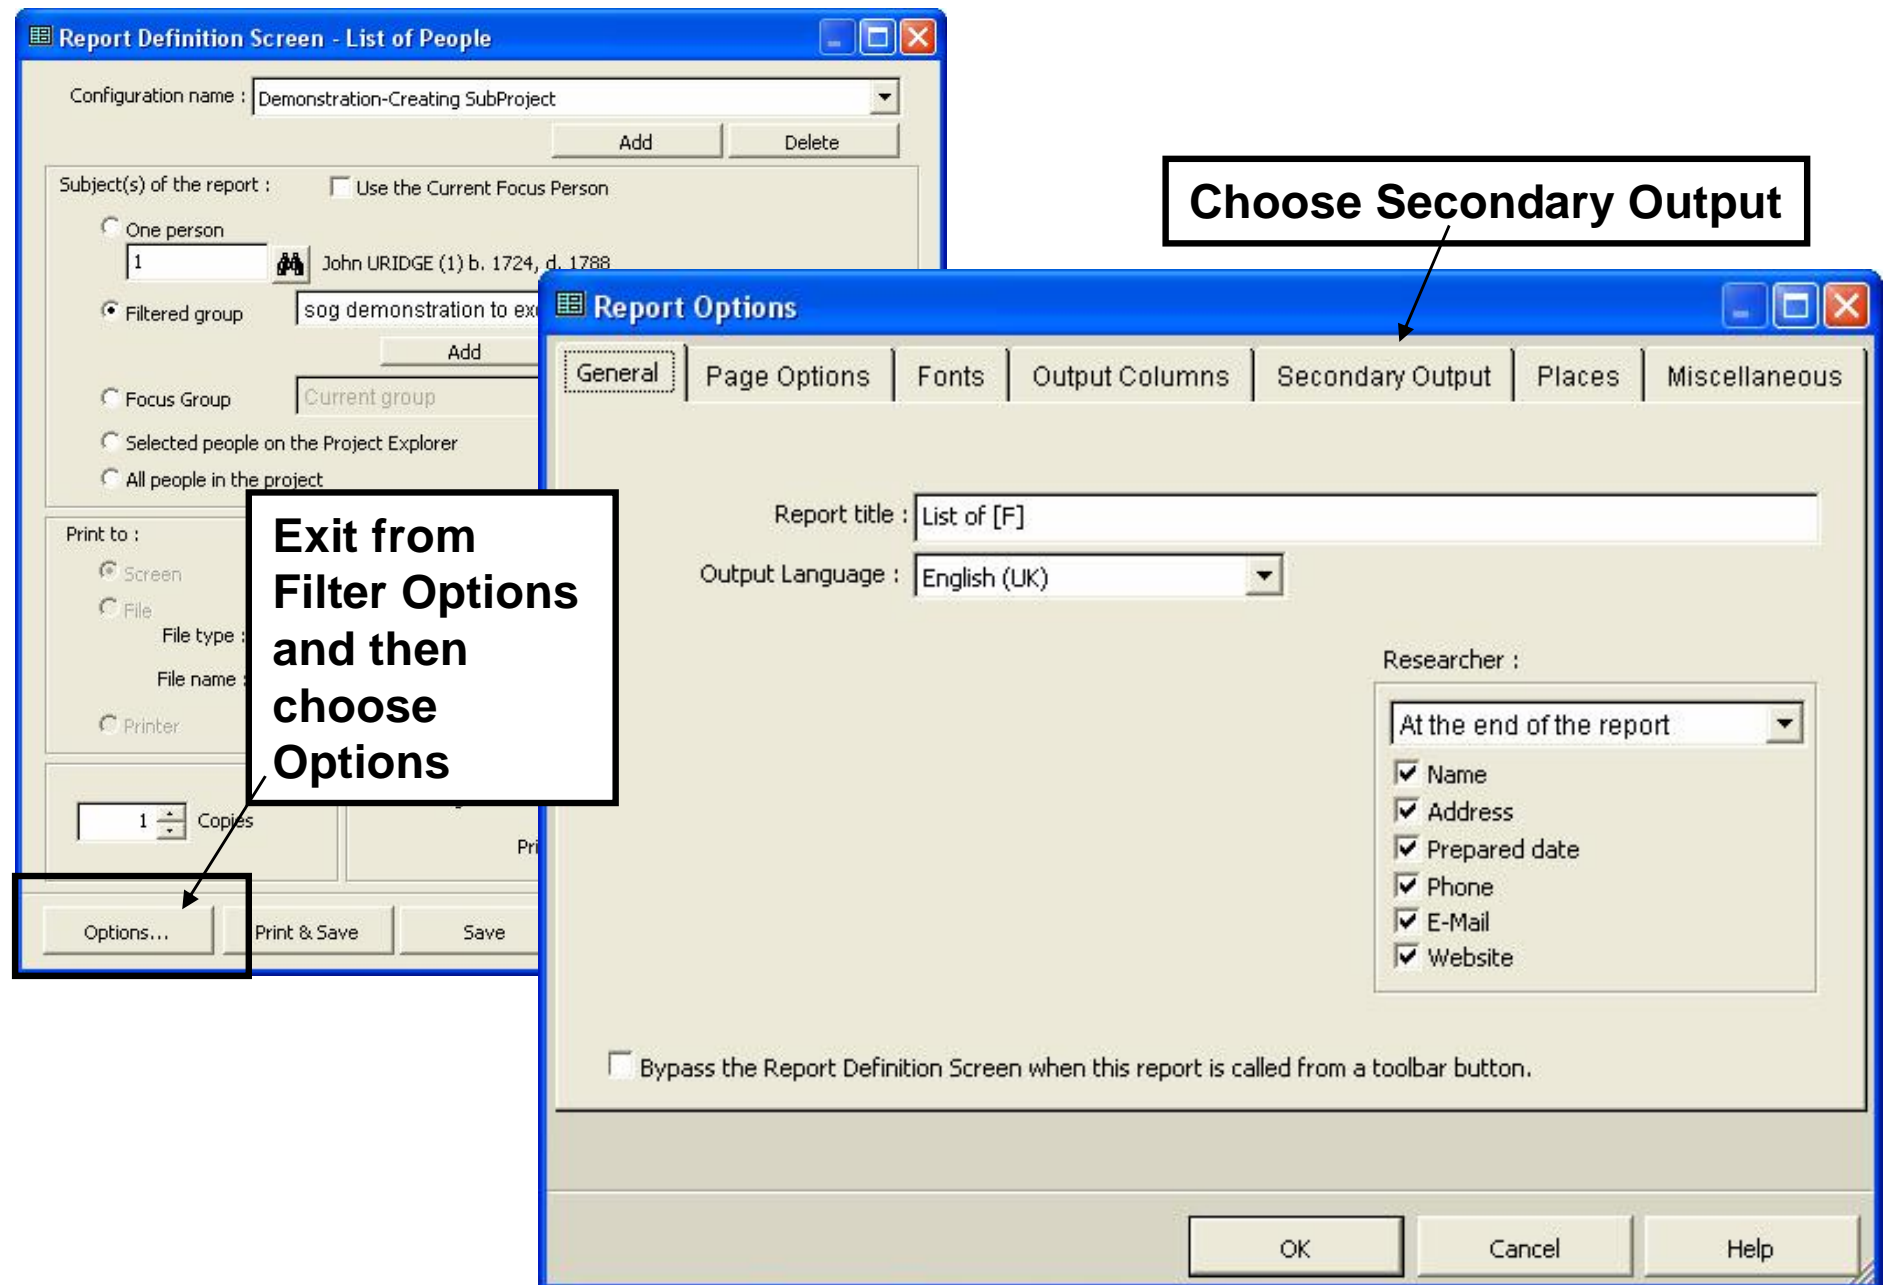 Report Definition Screen - List of People
Configuration name : Demonstration-Creating SubProject
Add Delete
Subject(s) of the report : Use the Current Focus Person
One person
1 John URIDGE (1) b. 1724, d. 1788
Filtered group sog demonstration to
Add
Focus Group Current group
Selected people on the Project Explorer
All people in the project
Print to :
Screen
File
File type :
File name :
Printer
1 Copies
Options... Print & Save Save
Exit from
Filter Options
and then
choose
Options
Choose Secondary Output
Report Options
General Page Options Fonts Output Columns Secondary Output Places Miscellaneous
Report title : List of [F]
Output Language : English (UK)
Researcher :
At the end of the report
Name
Address
Prepared date
Phone
E-Mail
Website
Bypass the Report Definition Screen when this report is called from a toolbar button.
OK Cancel Help